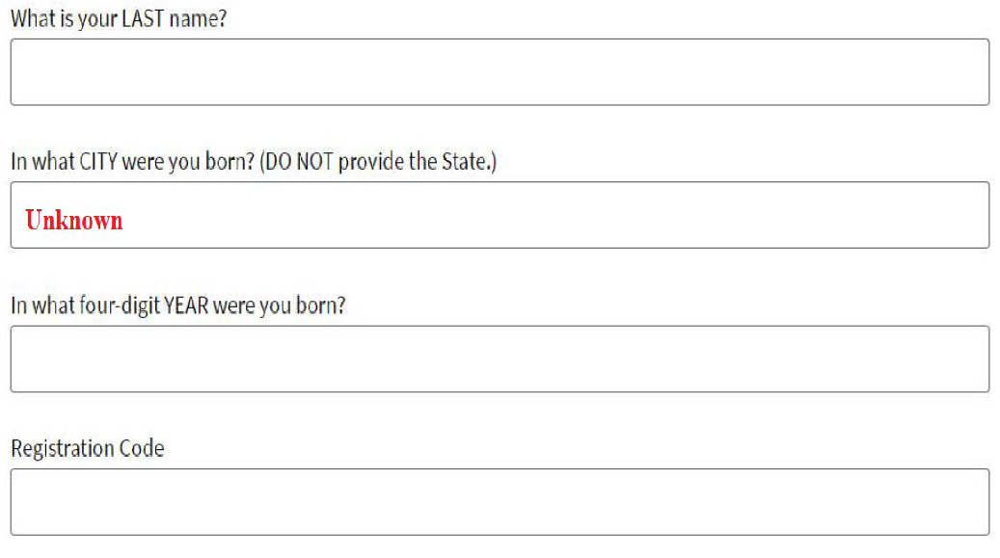 What is your LAST name?
In what CITY were you born? (DO NOT provide the State.)
Unknown
In what four-digit YEAR were you born?
Registration Code